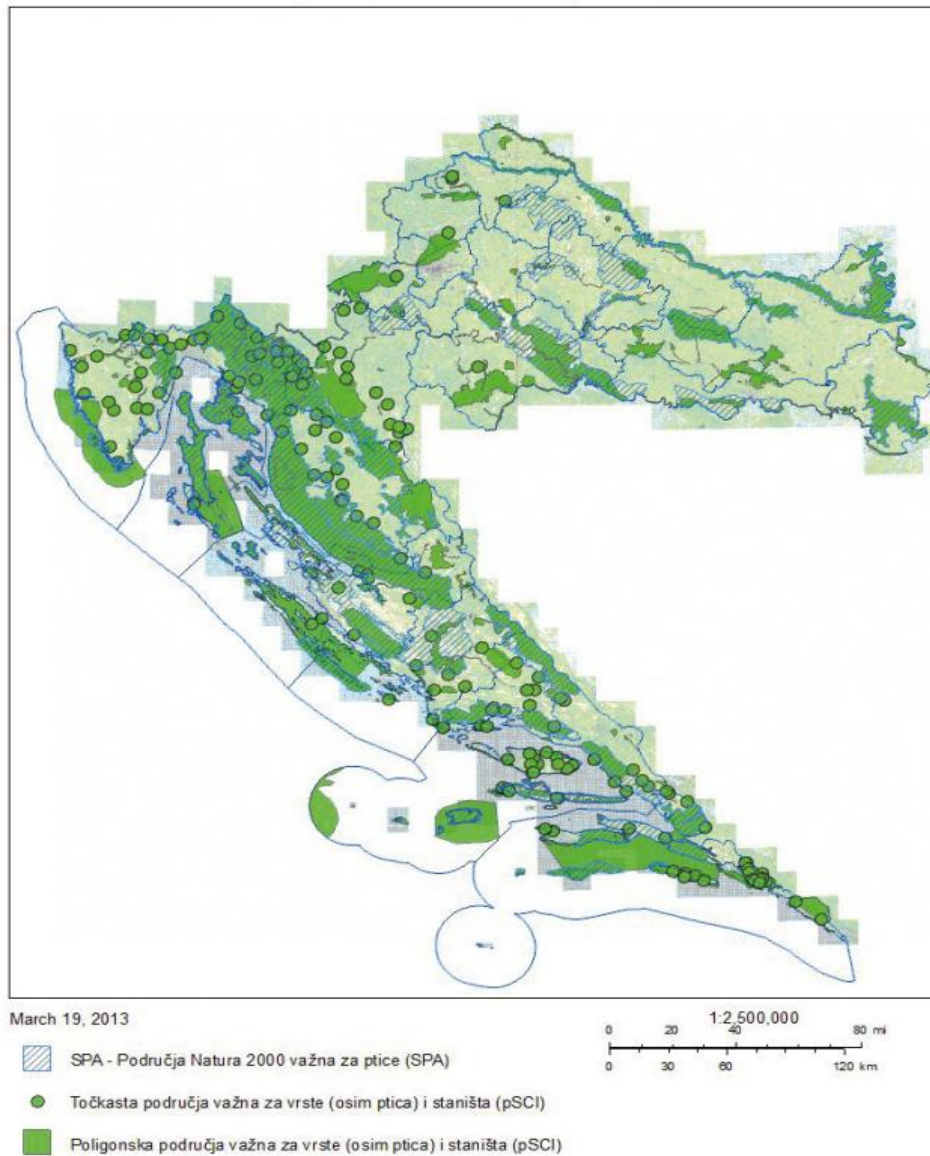 March 19, 2013
1:2,500,000
0 20 40 80 mi
0 30 60 120 km
SPA - Područja Natura 2000 važna za ptice (SPA)
Točkasta područja važna za vrste (osim ptica) i staništa (pSCI)
Poligonska područja važna za vrste (osim ptica) i staništa (pSCI)